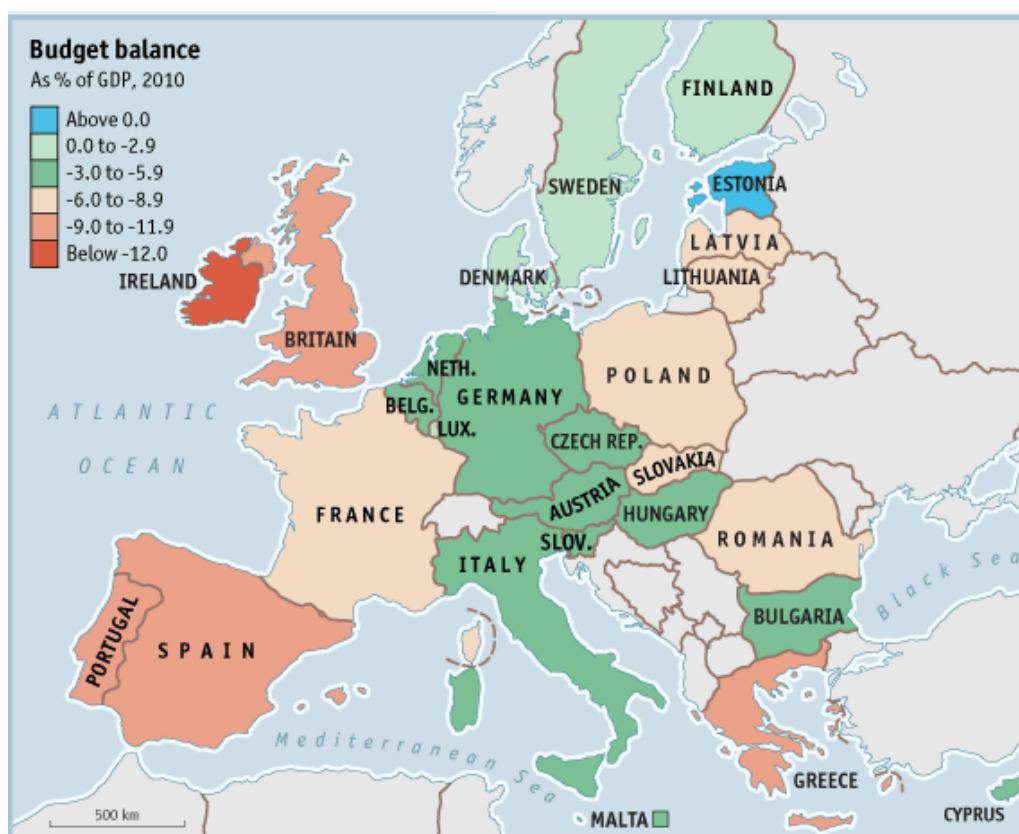 Budget balance
As % of GDP, 2010
Above 0.0
0.0 to -2.9
-3.0 to -5.9
-6.0 to -8.9
-9.0 to -11.9
Below -12.0
FINLAND
SWEDEN
ESTONIA
LATVIA
LITHUANIA
DENMARK
IRELAND
BRITAIN
NETH.
GERMANY
POLAND
BELG.
LUX.
CZECH REP.
SLOVAKIA
ATLANTIC
OCEAN
FRANCE
AUSTRIA
HUNGARY
SLOV.
ITALY
ROMANIA
Black Sea
BULGARIA
PORTUGAL
SPAIN
Mediterranean Sea
GREECE
500 km
MALTA
CYPRUS